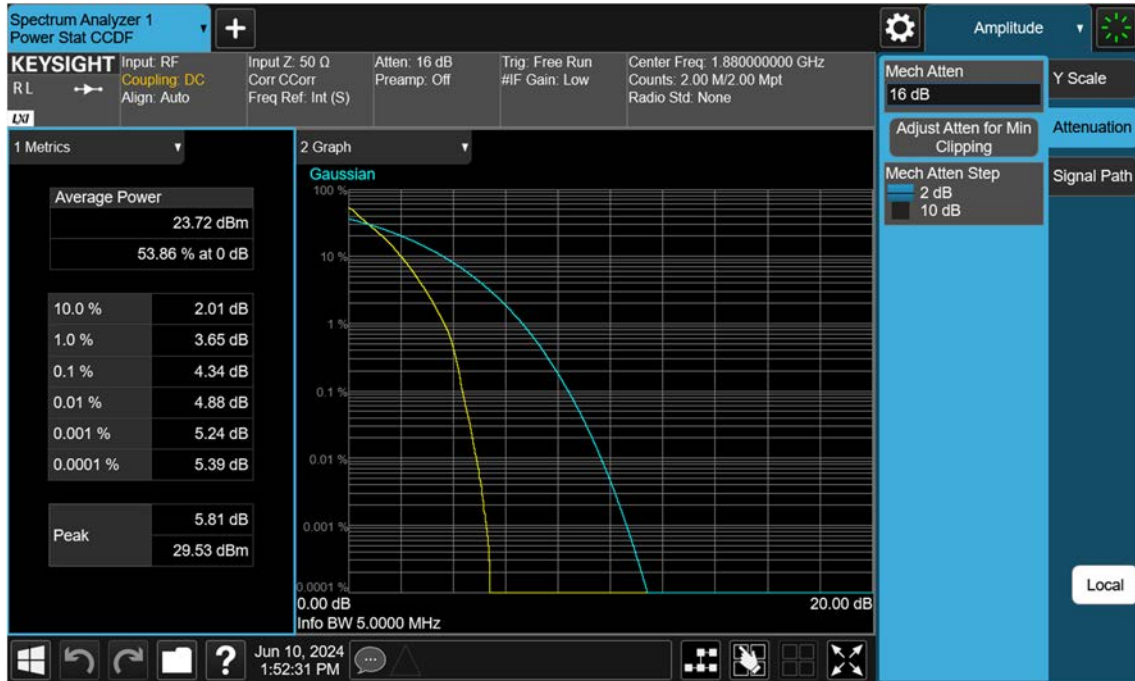 Spectrum Analyzer 1
Power Stat CCDF
Amplitude
KEYSIGHT
RL
LXI
Input: RF
Coupling: DC
Align: Auto
Input Z: 50 Ω
Corr CCorr
Freq Ref: Int (S)
Atten: 16 dB
Preamp: Off
Trig: Free Run
#IF Gain: Low
Center Freq: 1.880000000 GHz
Counts: 2.00 M/2.00 Mpt
Radio Std: None
Mech Atten
16 dB
Adjust Atten for Min
Clipping
Mech Atten Step
2 dB
10 dB
Y Scale
Attenuation
Signal Path
1 Metrics
Average Power
23.72 dBm
53.86 % at 0 dB
10.0 % 2.01 dB
1.0 % 3.65 dB
0.1 % 4.34 dB
0.01 % 4.88 dB
0.001 % 5.24 dB
0.0001 % 5.39 dB
Peak
5.81 dB
29.53 dBm
2 Graph
Gaussian
100 %
10 %
1 %
0.1 %
0.01 %
0.001 %
0.0001 %
0.00 dB 20.00 dB
Info BW 5.0000 MHz
Local
?
Jun 10, 2024
1:52:31 PM